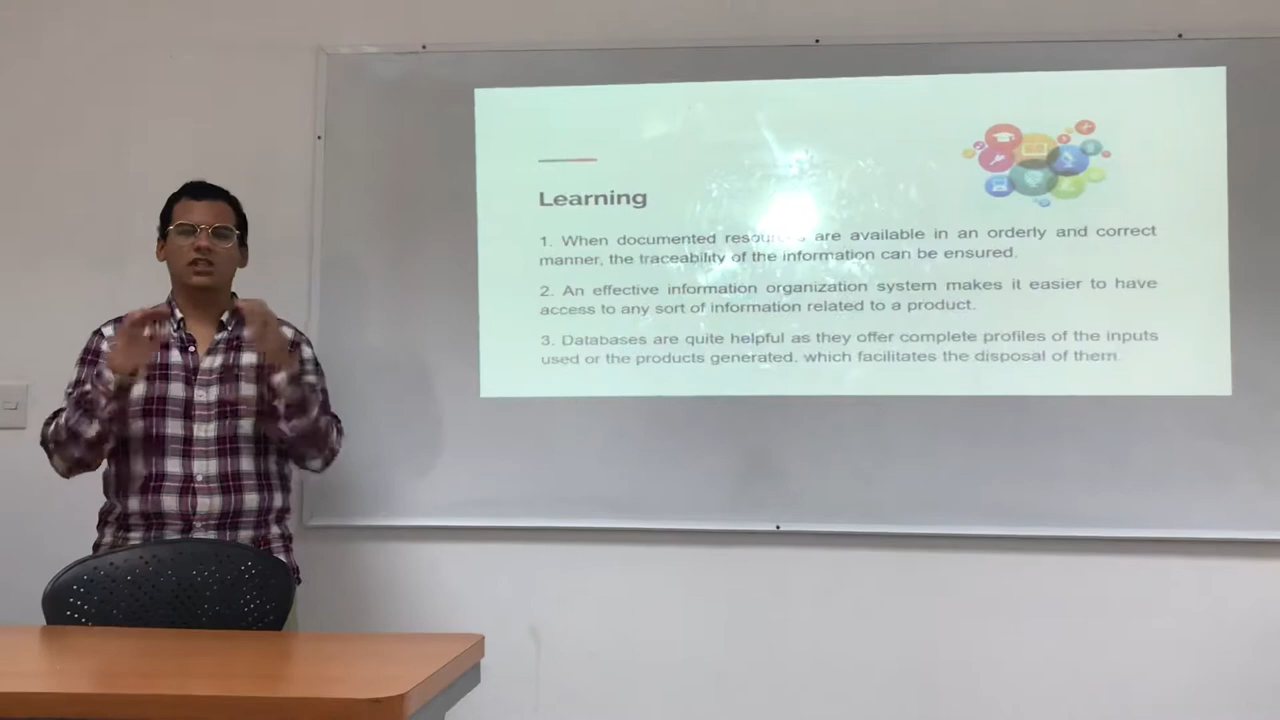 Learning
1. When documented resources are available in an orderly and correct
manner, the traceability of the information can be ensured.
2. An effective information organization system makes it easier to have
access to any sort of information related to a product.
3. Databases are quite helpful as they offer complete profiles of the inputs
used or the products generated. which facilitates the disposal of them.